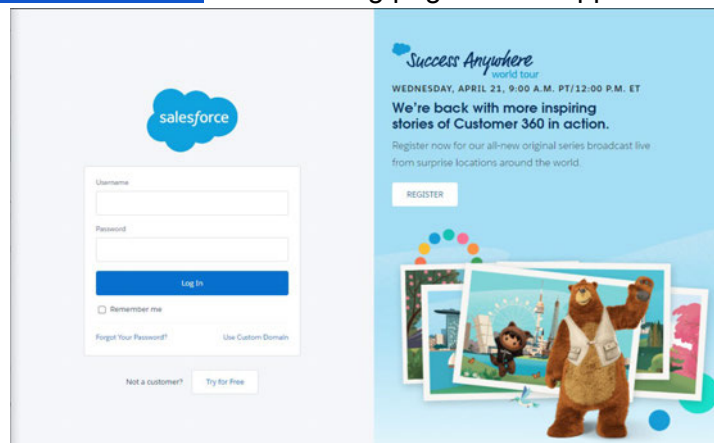 salesforce
Username
Password
Log In
Remember me
Forgot Your Password?
Use Custom Domain
Not a customer?
Try for Free
Success Anywhere
world tour
WEDNESDAY, APRIL 21, 9:00 A.M. PT/12:00 P.M. ET
We're back with more inspiring
stories of Customer 360 in action.
Register now for our all-new original series broadcast live
from surprise locations around the world.
REGISTER